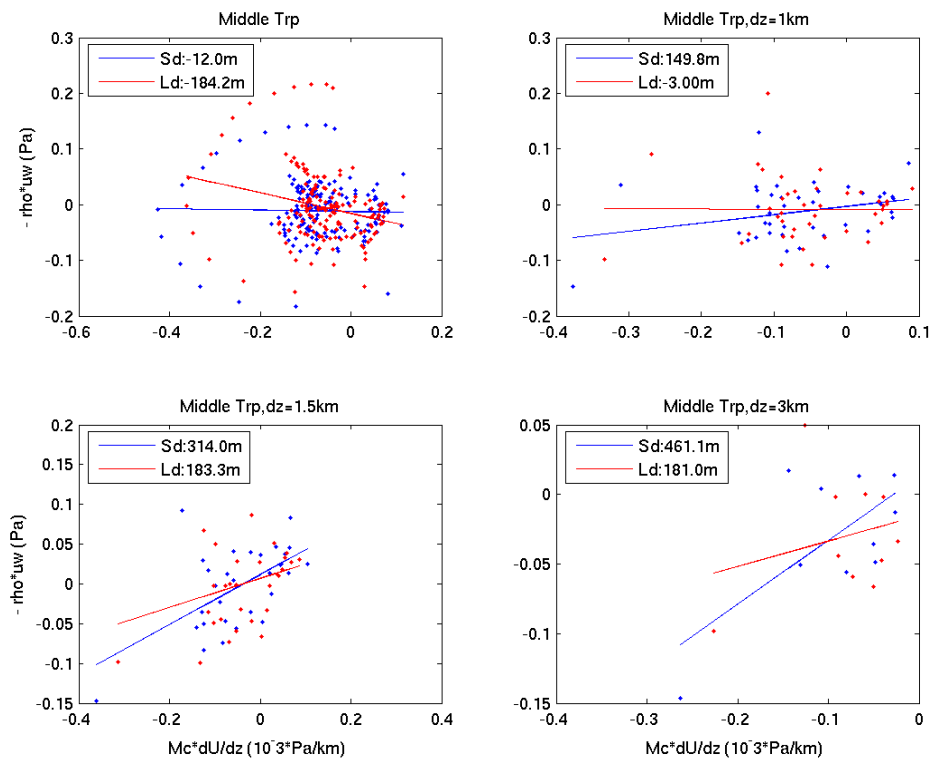 Middle Trp
0.3
0.2
0.1
0
-0.1
-0.2
-0.6
-0.4
-0.2
0
0.2
- rho*uw (Pa)
Sd:-12.0m
Ld:-184.2m
Middle Trp,dz=1km
0.3
0.2
0.1
0
-0.1
-0.2
-0.4
-0.3
-0.2
-0.1
0
0.1
Sd:149.8m
Ld:-3.00m
Middle Trp,dz=1.5km
0.2
0.15
0.1
0.05
0
-0.05
-0.1
-0.15
-0.4
-0.2
0
0.2
0.4
- rho*uw (Pa)
Mc*dU/dz (10^-3*Pa/km)
Sd:314.0m
Ld:183.3m
Middle Trp,dz=3km
0.05
0
-0.05
-0.1
-0.15
-0.4
-0.3
-0.2
-0.1
0
Mc*dU/dz (10^-3*Pa/km)
Sd:461.1m
Ld:181.0m